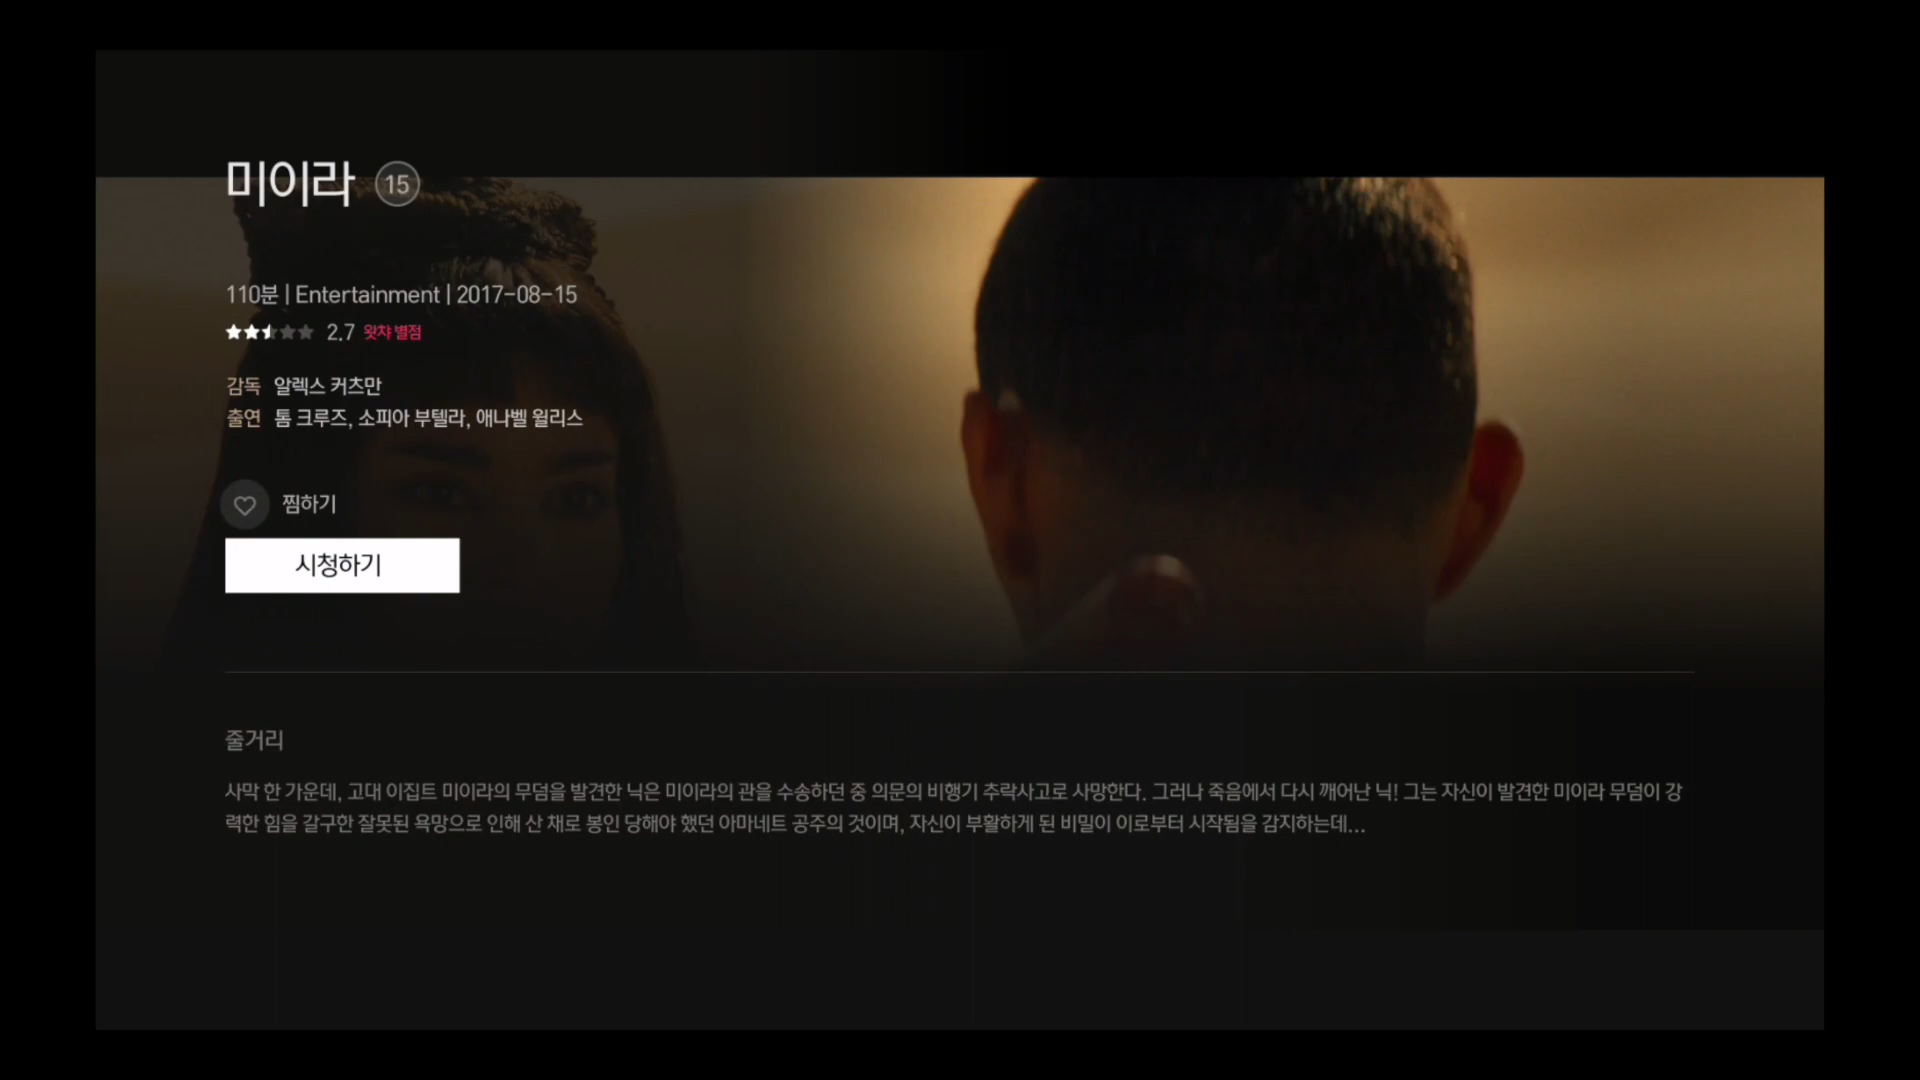 미이라 15
110분 | Entertainment | 2017-08-15
2.7 왓챠 별점
감독 알렉스 커츠만
출연 톰 크루즈, 소피아 부텔라, 애나벨 월리스
찜하기
시청하기
줄거리
사막 한 가운데, 고대 이집트 미이라의 무덤을 발견한 닉은 미이라의 관을 수송하던 중 의문의 비행기 추락사고로 사망한다. 그러나 죽음에서 다시 깨어난 닉! 그는 자신이 발견한 미이라 무덤이 강
력한 힘을 갈구한 잘못된 욕망으로 인해 산 채로 봉인 당해야 했던 아마네트 공주의 것이며, 자신이 부활하게 된 비밀이 이로부터 시작됨을 감지하는데...